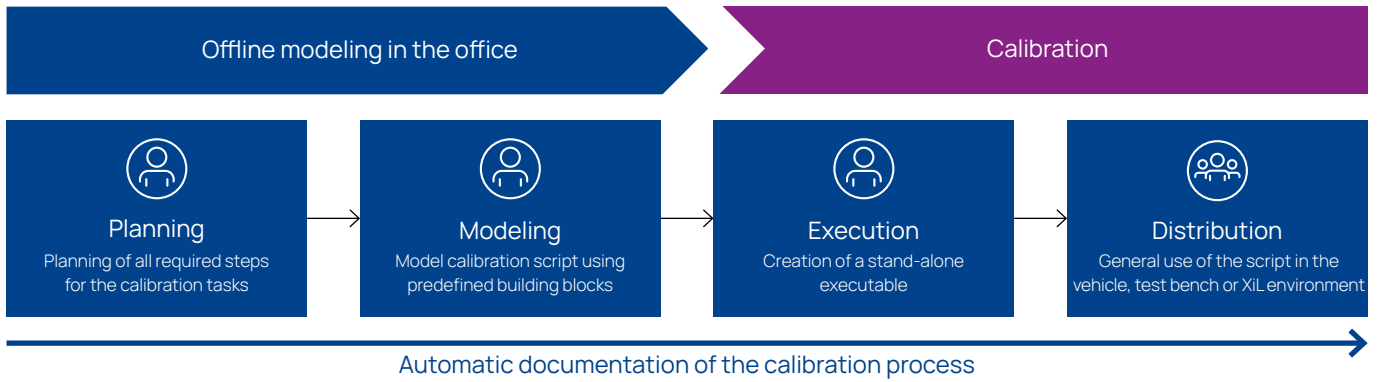 Offline modeling in the office
Calibration
Planning
Planning of all required steps
for the calibration tasks
Modeling
Model calibration script using
predefined building blocks
Execution
Creation of a stand-alone
executable
Distribution
General use of the script in the
vehicle, test bench or XiL environment
Automatic documentation of the calibration process